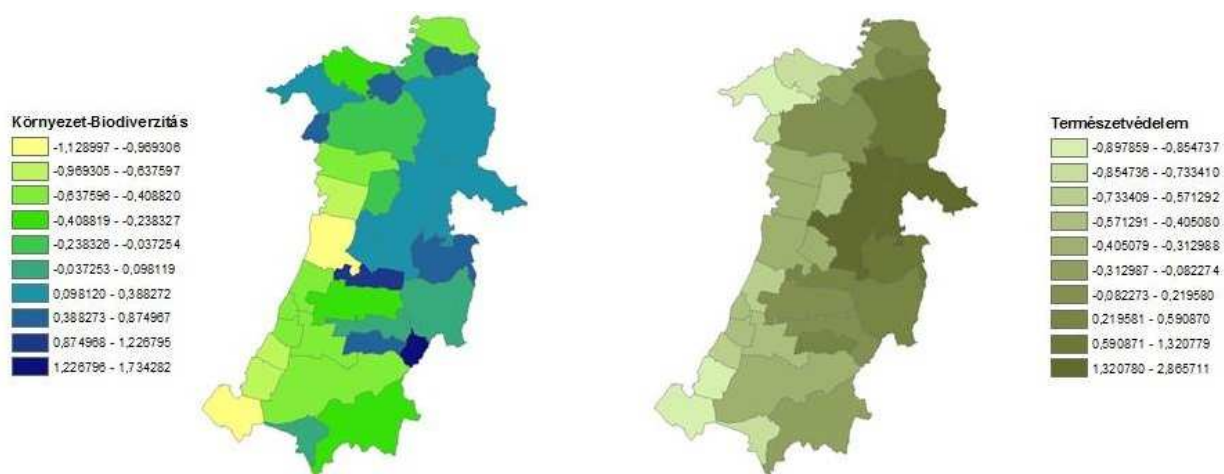 Környezet-Biodiverzitás
-1,128997 - -0,969306
-0,969305 - -0,637597
-0,637596 - -0,408820
-0,408819 - -0,238327
-0,238326 - -0,037254
-0,037253 - 0,098119
0,098120 - 0,388272
0,388273 - 0,874967
0,874968 - 1,226795
1,226796 - 1,734282
Természetvédelem
-0,897859 - -0,854737
-0,854736 - -0,733410
-0,733409 - -0,571292
-0,571291 - -0,405080
-0,405079 - -0,312988
-0,312987 - -0,082274
-0,082273 - 0,219580
0,219581 - 0,590870
0,590871 - 1,320779
1,320780 - 2,865711